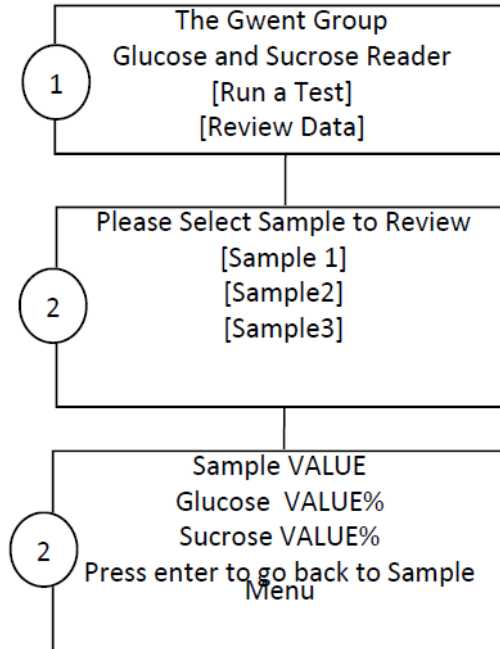 The Gwent Group
Glucose and Sucrose Reader
1
[Run a Test]
[Review Data]
Please Select Sample to Review
[Sample 1]
2
[Sample2]
[Sample3]
Sample VALUE
Glucose VALUE%
Sucrose VALUE%
2
Press enter to go back to Sample
Menu